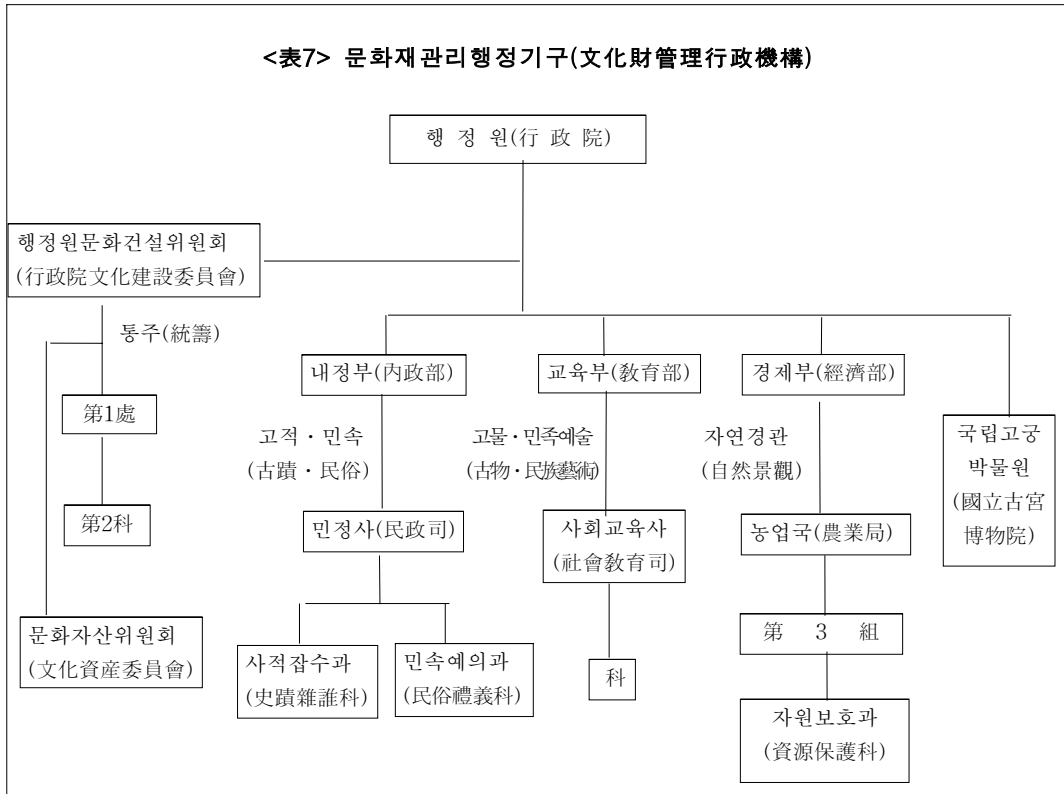 <表7> 문화재관리행정기구(文化財管理行政機構)
행 정 원(行 政 院)
행정원문화건설위원회
(行政院文化建設委員會)
통주(統籌)
第1處
第2科
문화자산위원회
(文化資産委員會)
내정부(內政部)
고적·민속
(古蹟·民俗)
민정사(民政司)
사적잡수과
(史蹟雜誰科)
민속예의과
(民俗禮義科)
교육부(敎育部)
고물·민족예술
(古物·民族藝術)
사회교육사
(社會敎育司)
科
경제부(經濟部)
자연경관
(自然景觀)
농업국(農業局)
第 3 組
자원보호과
(資源保護科)
국립고궁
박물원
(國立古宮
博物院)